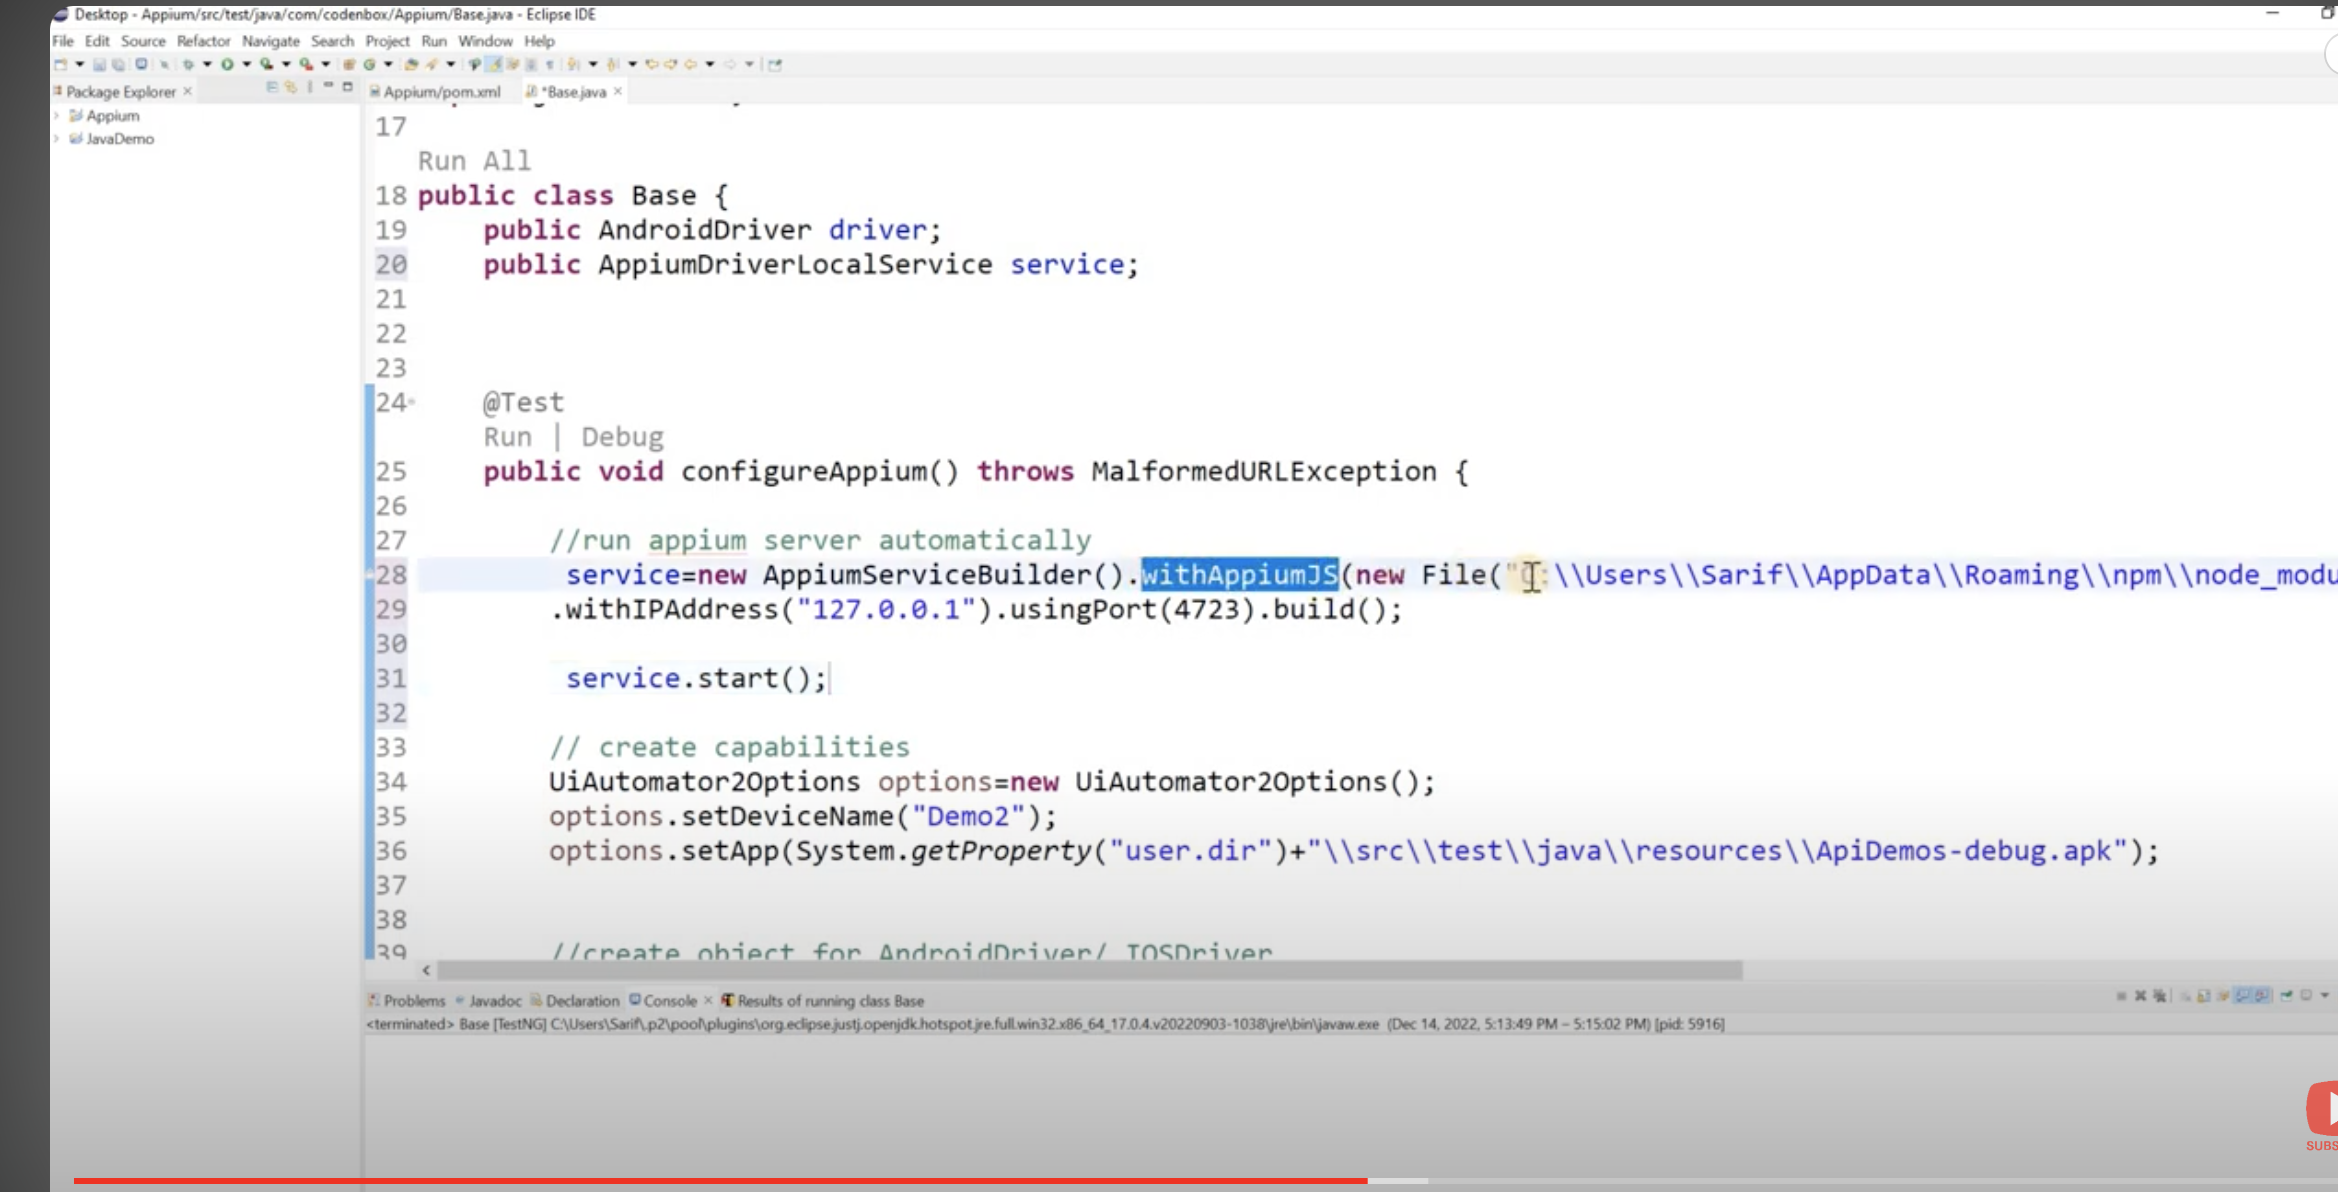 Desktop - Appium/src/test/java/com/codenbox/Appium/Base.java - Eclipse IDE
File Edit Source Refactor Navigate Search Project Run Window Help
Package Explorer
Appium
JavaDemo
Appium/pom.xml *Base.java
17
Run All
18 public class Base {
19 public AndroidDriver driver;
20 public AppiumDriverLocalService service;
21
22
23
24 @Test
Run | Debug
25 public void configureAppium() throws MalformedURLException {
26
27 //run appium server automatically
28 service=new AppiumServiceBuilder().withAppiumJS(new File("C:\\Users\\Sarif\\AppData\\Roaming\\npm\\node_modu
29 .withIPAddress("127.0.0.1").usingPort(4723).build();
30
31 service.start();
32
33 // create capabilities
34 UiAutomator2Options options=new UiAutomator2Options();
35 options.setDeviceName("Demo2");
36 options.setApp(System.getProperty("user.dir")+"\\src\\test\\java\\resources\\ApiDemos-debug.apk");
37
38
39 //create object for AndroidDriver/ IOSDriver
Problems Javadoc Declaration Console Results of running class Base
<terminated> Base [TestNG] C:\Users\Sarif\.p2\pool\plugins\org.eclipse.justj.openjdk.hotspot.jre.full.win32.x86_64_17.0.4.v20220903-1038\jre\bin\javaw.exe (Dec 14, 2022, 5:13:49 PM – 5:15:02 PM) [pid: 5916]
SUBS